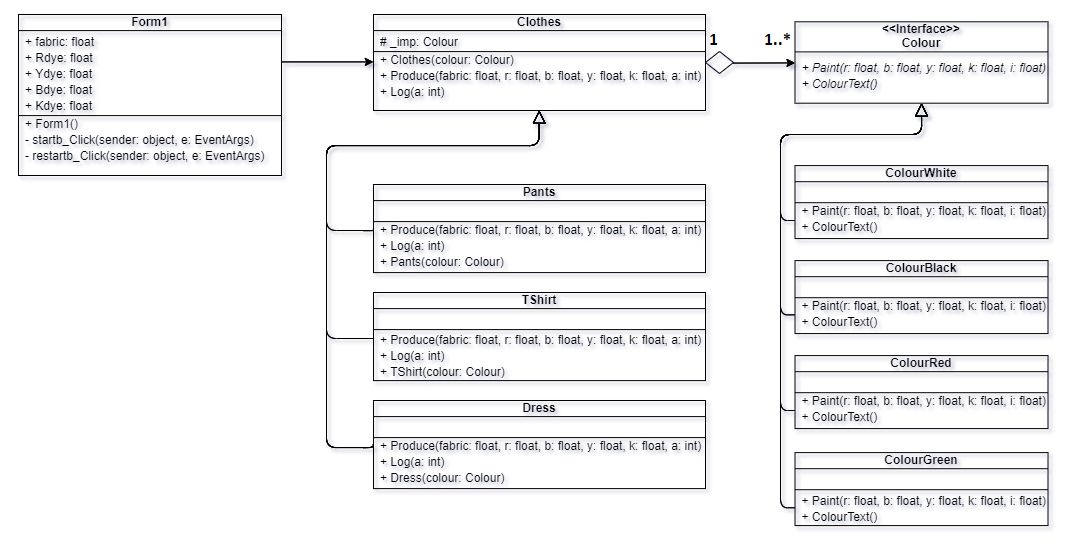 Form1
+ fabric: float
+ Rdye: float
+ Ydye: float
+ Bdye: float
+ Kdye: float
+ Form1()
- startb_Click(sender: object, e: EventArgs)
- restartb_Click(sender: object, e: EventArgs)
Clothes
# _imp: Colour
+ Clothes(colour: Colour)
+ Produce(fabric: float, r: float, b: float, y: float, k: float, a: int)
+ Log(a: int)
1
1..*
<<Interface>>
Colour
+ Paint(r: float, b: float, y: float, k: float, i: float)
+ ColourText()
Pants
+ Produce(fabric: float, r: float, b: float, y: float, k: float, a: int)
+ Log(a: int)
+ Pants(colour: Colour)
TShirt
+ Produce(fabric: float, r: float, b: float, y: float, k: float, a: int)
+ Log(a: int)
+ TShirt(colour: Colour)
Dress
+ Produce(fabric: float, r: float, b: float, y: float, k: float, a: int)
+ Log(a: int)
+ Dress(colour: Colour)
ColourWhite
+ Paint(r: float, b: float, y: float, k: float, i: float)
+ ColourText()
ColourBlack
+ Paint(r: float, b: float, y: float, k: float, i: float)
+ ColourText()
ColourRed
+ Paint(r: float, b: float, y: float, k: float, i: float)
+ ColourText()
ColourGreen
+ Paint(r: float, b: float, y: float, k: float, i: float)
+ ColourText()